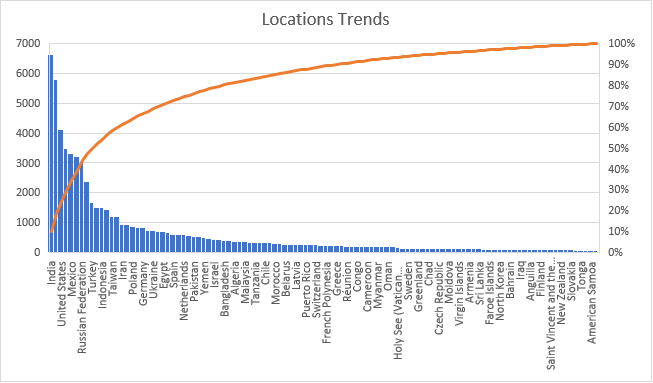 Locations Trends
7000
6000
5000
4000
3000
2000
1000
0
100%
90%
80%
70%
60%
50%
40%
30%
20%
10%
0%
India
United States
Mexico
Russian Federation
Turkey
Indonesia
Taiwan
Iran
Poland
Germany
Ukraine
Egypt
Spain
Netherlands
Pakistan
Yemen
Israel
Bangladesh
Algeria
Malaysia
Tanzania
Chile
Morocco
Belarus
Latvia
Puerto Rico
Switzerland
French Polynesia
Greece
Réunion
Congo
Cameroon
Myanmar
Oman
Holy See (Vatican...
Sweden
Greenland
Chad
Czech Republic
Moldova
Virgin Islands
Armenia
Sri Lanka
Faroe Islands
North Korea
Bahrain
Iraq
Anguilla
Finland
Saint Vincent and the...
New Zealand
Slovakia
Tonga
American Samoa